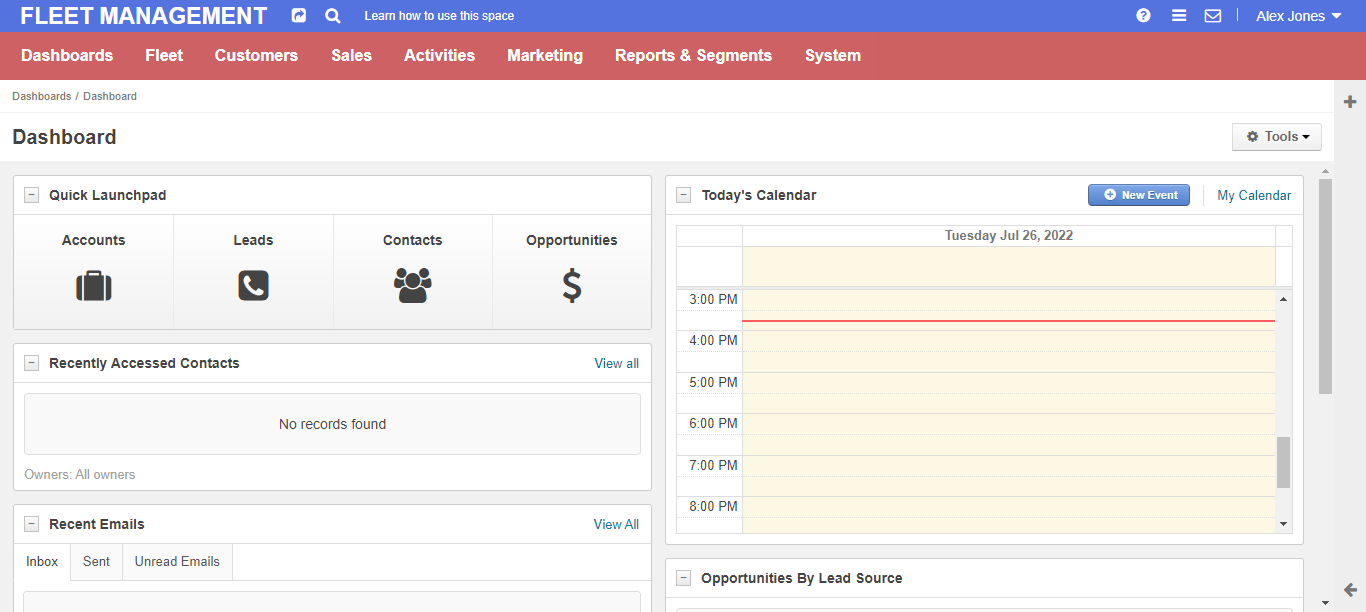 FLEET MANAGEMENT Learn how to use this space Alex Jones
Dashboards Fleet Customers Sales Activities Marketing Reports & Segments System
Dashboards / Dashboard
Dashboard
Tools
Quick Launchpad
Accounts Leads Contacts Opportunities
Recently Accessed Contacts View all
No records found
Owners: All owners
Recent Emails View All
Inbox Sent Unread Emails
Today's Calendar New Event My Calendar
Tuesday Jul 26, 2022
3:00 PM
4:00 PM
5:00 PM
6:00 PM
7:00 PM
8:00 PM
Opportunities By Lead Source